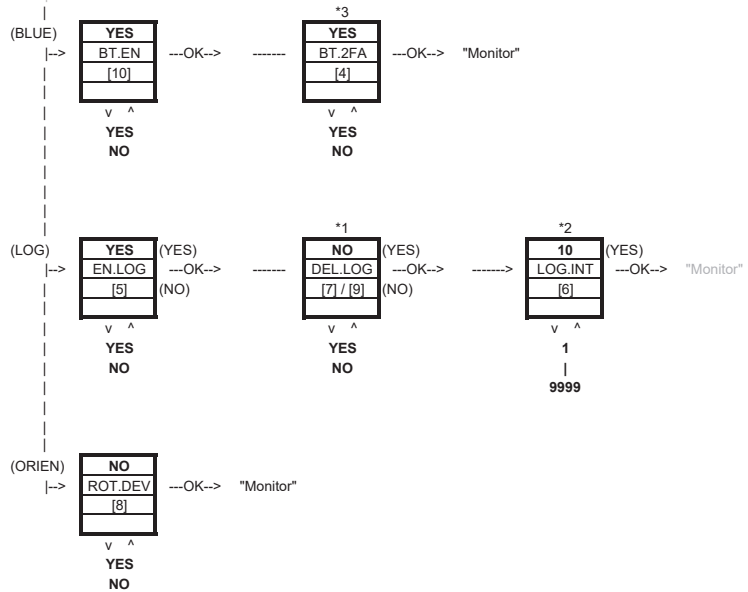 *3
(BLUE) YES YES
|--> BT.EN ---OK--> ------- BT.2FA ---OK--> "Monitor"
[10] [4]
v ^ v ^
YES YES
NO NO
*1 *2
(LOG) YES (YES) NO (YES) 10 (YES)
|--> EN.LOG ---OK--> ------- DEL.LOG ---OK--> -------> LOG.INT ---OK--> "Monitor"
[5] (NO) [7] / [9] (NO) [6]
v ^ v ^ v ^
YES YES 1
NO NO |
9999
(ORIEN) NO
|--> ROT.DEV ---OK--> "Monitor"
[8]
v ^
YES
NO